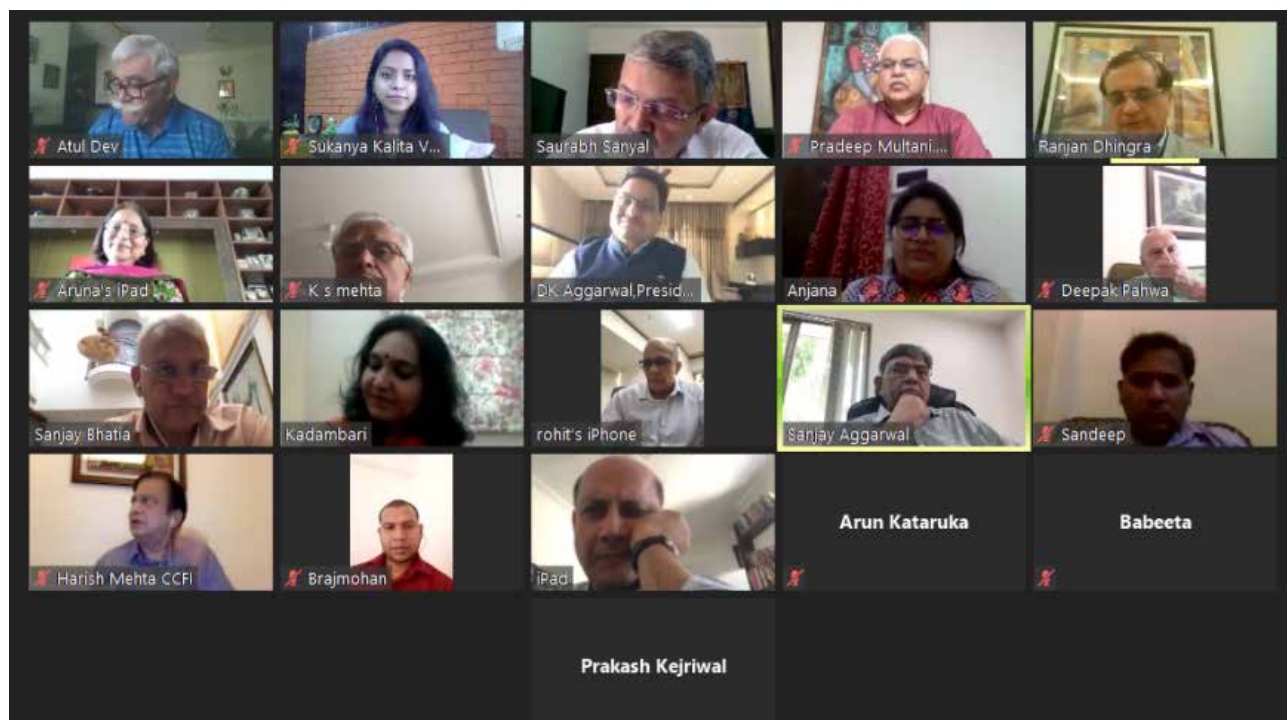 Atul Dev
Sukanya Kalita V...
Saurabh Sanyal
Pradeep Multani....
Ranjan Dhingra
Aruna's iPad
K s mehta
DK Aggarwal,Presid...
Anjana
Deepak Pahwa
Sanjay Bhatia
Kadambari
rohit's iPhone
Sanjay Aggarwal
Sandeep
Harish Mehta CCFI
Brajmohan
iPad
Arun Kataruka
Babeeta
Prakash Kejriwal